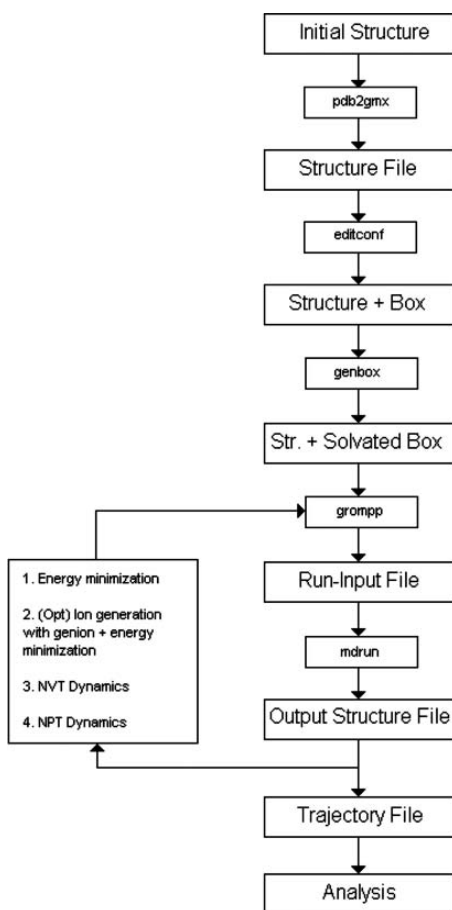 Initial Structure
pdb2gmx
Structure File
editconf
Structure + Box
genbox
Str. + Solvated Box
grompp
Run-Input File
mdrun
Output Structure File
1. Energy minimization
2. (Opt) Ion generation
with genion + energy
minimization
3. NVT Dynamics
4. NPT Dynamics
Trajectory File
Analysis